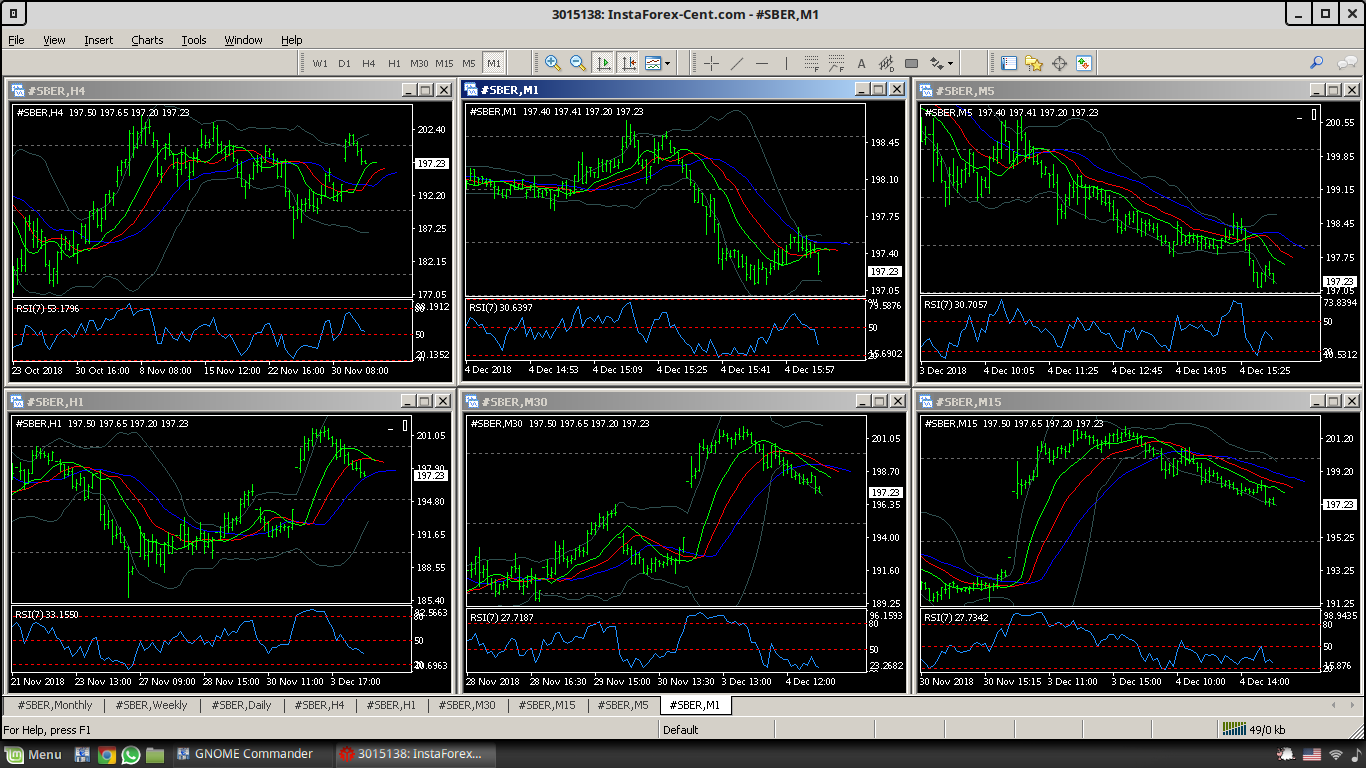 3015138: InstaForex-Cent.com - #SBER,M1
File View Insert Charts Tools Window Help
W1 D1 H4 H1 M30 M15 M5 M1
#SBER,H4
#SBER,H4 197.50 197.65 197.20 197.23
202.40
197.23
192.20
187.25
182.15
177.05
RSI(7) 53.1796
80
50
20.1352
23 Oct 2018 30 Oct 16:00 8 Nov 08:00 15 Nov 12:00 22 Nov 16:00 30 Nov 08:00
#SBER,M1
#SBER,M1 197.40 197.41 197.20 197.23
198.45
198.10
197.75
197.40
197.23
197.05
RSI(7) 30.6397
50
4 Dec 2018 4 Dec 14:53 4 Dec 15:09 4 Dec 15:25 4 Dec 15:41 4 Dec 15:57
#SBER,M5
#SBER,M5 197.40 197.41 197.20 197.23
200.55
199.85
199.15
198.45
197.75
197.23
197.05
RSI(7) 30.7057
73.8394
50
3 Dec 2018 4 Dec 10:05 4 Dec 11:25 4 Dec 12:45 4 Dec 14:05 4 Dec 15:25
#SBER,H1
#SBER,H1 197.50 197.65 197.20 197.23
201.05
197.90
197.23
194.80
191.65
188.55
185.40
RSI(7) 33.1550
80
50
21 Nov 2018 23 Nov 13:00 27 Nov 09:00 28 Nov 15:00 30 Nov 11:00 3 Dec 17:00
#SBER,M30
#SBER,M30 197.50 197.65 197.20 197.23
201.05
198.70
197.23
196.35
194.00
191.60
189.25
RSI(7) 27.7187
96.1593
80
50
28 Nov 2018 28 Nov 16:30 29 Nov 15:00 30 Nov 13:30 3 Dec 13:00 4 Dec 12:00
#SBER,M15
#SBER,M15 197.50 197.65 197.20 197.23
201.20
199.20
197.23
195.25
193.25
191.25
RSI(7) 27.7342
98.9435
80
50
30 Nov 2018 30 Nov 15:15 3 Dec 11:00 3 Dec 15:00 4 Dec 10:00 4 Dec 14:00
#SBER,Monthly #SBER,Weekly #SBER,Daily #SBER,H4 #SBER,H1 #SBER,M30 #SBER,M15 #SBER,M5 #SBER,M1
For Help, press F1 Default 49/0 kb
Menu GNOME Commander 3015138: InstaForex...